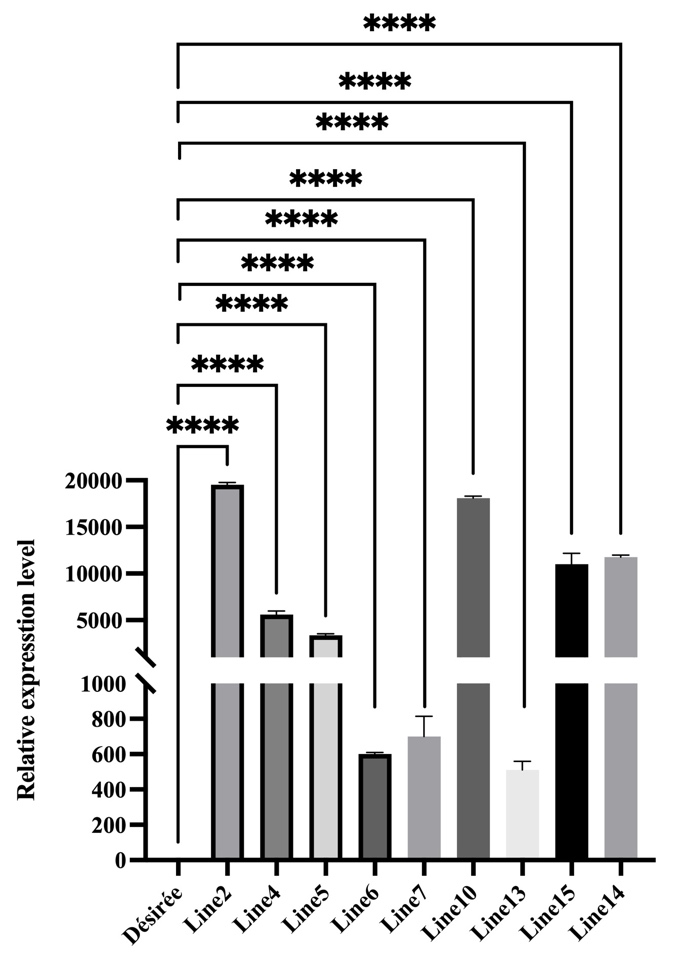 ****
****
****
****
****
****
****
****
****
20000
15000
10000
5000
1000
800
600
400
200
0
Relative expresstion level
Désirée
Line2
Line4
Line5
Line6
Line7
Line10
Line13
Line15
Line14